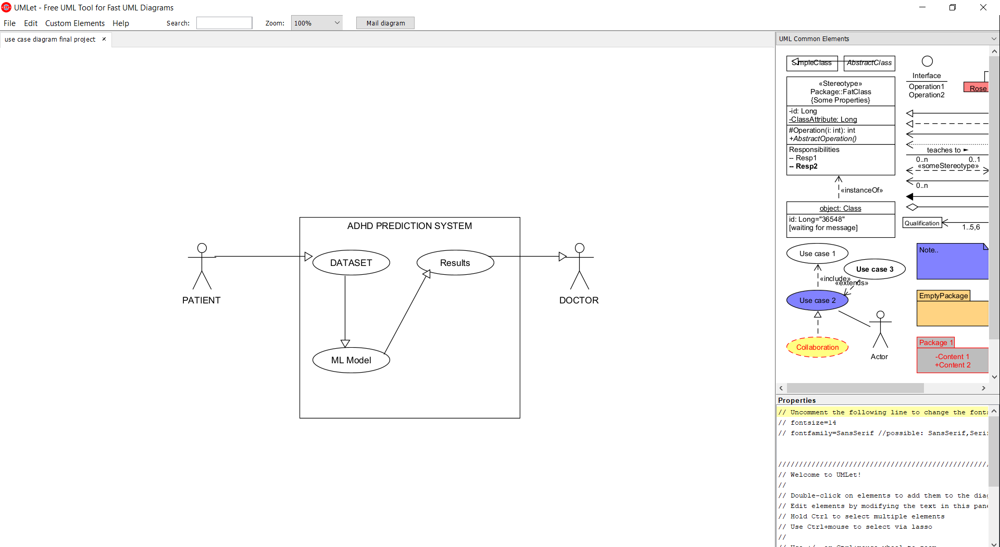 UMLet - Free UML Tool for Fast UML Diagrams
File Edit Custom Elements Help Search: Zoom: 100% Mail diagram
use case diagram final project
ADHD PREDICTION SYSTEM
DATASET
Results
PATIENT
DOCTOR
ML Model
UML Common Elements
SimpleClass
AbstractClass
«Stereotype»
Package::FatClass
{Some Properties}
-id: Long
-ClassAttribute: Long
#Operation(i: int): int
+AbstractOperation()
Responsibilities
-- Resp1
-- Resp2
«instanceOf»
object: Class
id: Long="36548"
[waiting for message]
Interface
Operation1
Operation2
Rose
teaches to
0..n 0..1
«someStereotype»
0..n
Qualification
1..5,6
Use case 1
Use case 3
«include»
«extends»
Use case 2
Collaboration
Actor
Note..
EmptyPackage
Package 1
-Content 1
+Content 2
Properties
// Uncomment the following line to change the fonts
// fontsize=14
// fontfamily=SansSerif //possible: SansSerif,Seri
//////////////////////////////////////////////////
// Welcome to UMLet!
//
// Double-click on elements to add them to the dia
// Edit elements by modifying the text in this pane
// Hold Ctrl to select multiple elements
// Use Ctrl+mouse to select via lasso
//